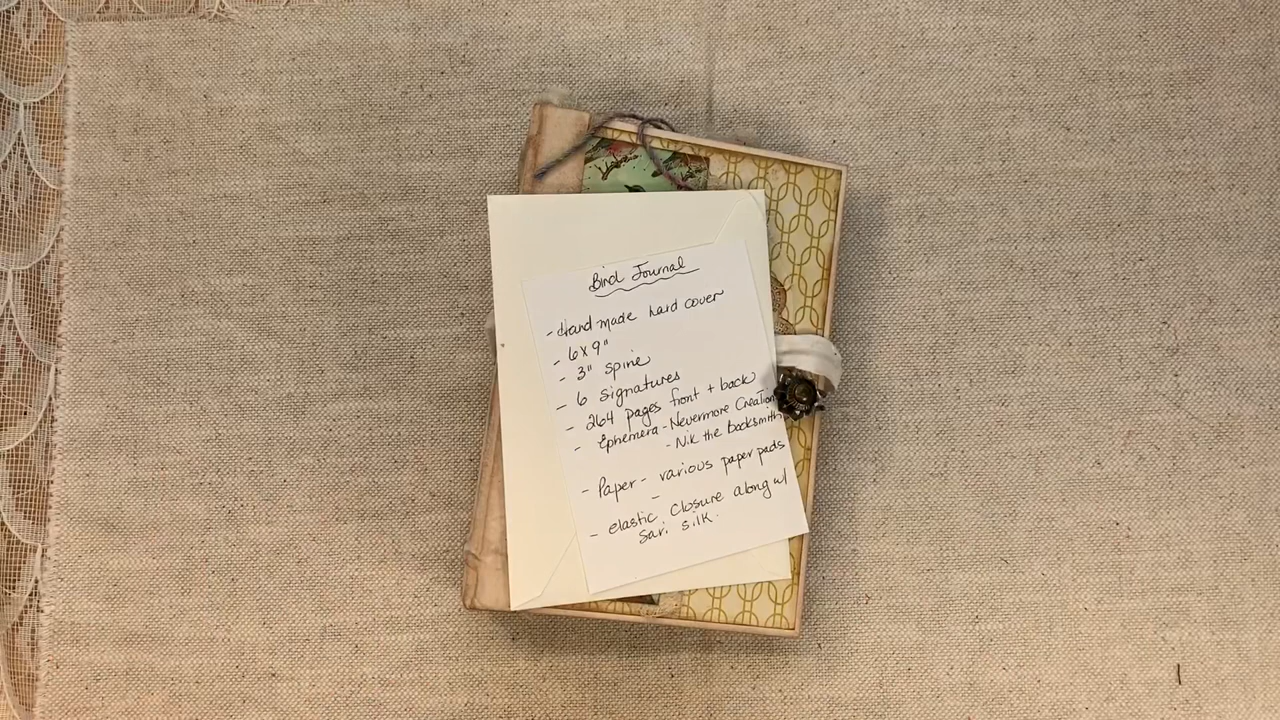 Bird Journal
- Hand made hard cover
- 6x9"
- 3" spine
- 6 signatures
- 264 pages front + back
- Ephemera - Nevermore Creation
- Nik the Booksmith
- Paper - various paper pads
-
- elastic closure along w/
Sari silk.